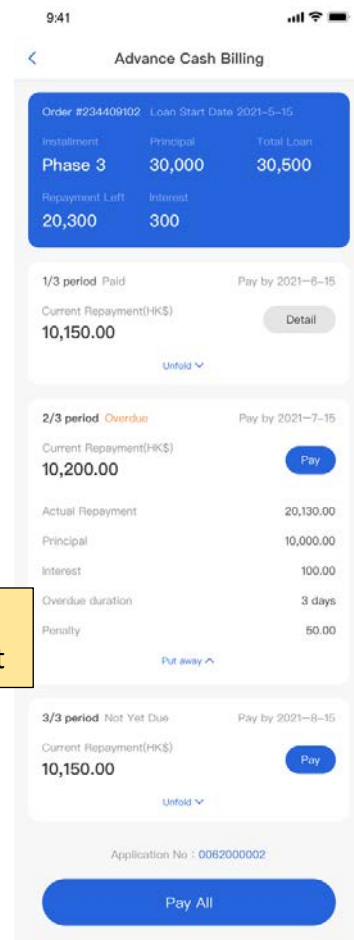 9:41
Advance Cash Billing
Order #234409102 Loan Start Date 2021-5-15
Installment Principal Total Loan
Phase 3 30,000 30,500
Repayment Left Interest
20,300 300
1/3 period Paid Pay by 2021-6-15
Current Repayment(HK$) Detail
10,150.00
Unfold
2/3 period Overdue Pay by 2021-7-15
Current Repayment(HK$) Pay
10,200.00
Actual Repayment 20,130.00
Principal 10,000.00
Interest 100.00
Overdue duration 3 days
Penalty 50.00
t
Put away
3/3 period Not Yet Due Pay by 2021-8-15
Current Repayment(HK$) Pay
10,150.00
Unfold
Application No : 0062000002
Pay All